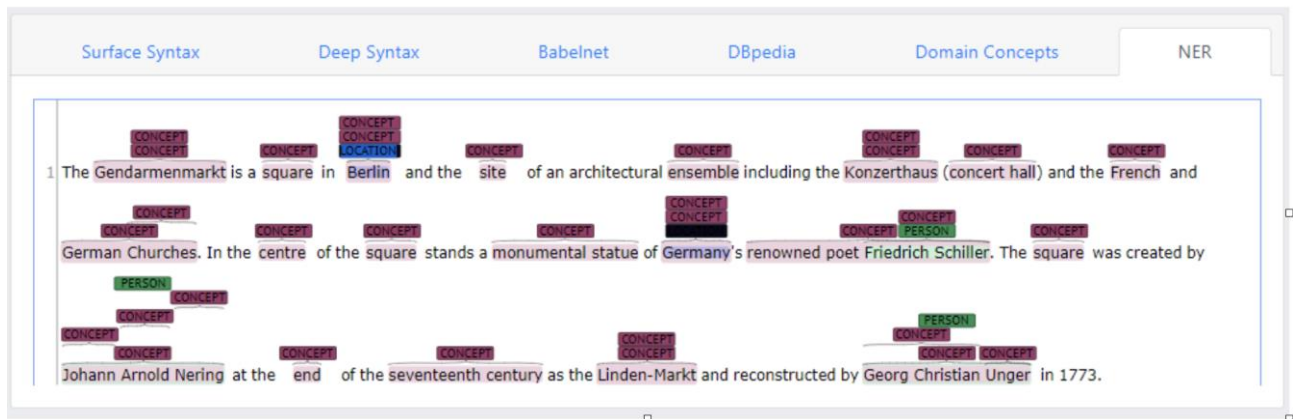 Surface Syntax Deep Syntax Babelnet DBpedia Domain Concepts NER
CONCEPT
CONCEPT CONCEPT CONCEPT
CONCEPT CONCEPT LOCATION CONCEPT CONCEPT CONCEPT CONCEPT CONCEPT
1 The Gendarmenmarkt is a square in Berlin and the site of an architectural ensemble including the Konzerthaus (concert hall) and the French and
CONCEPT
CONCEPT CONCEPT CONCEPT
CONCEPT CONCEPT CONCEPT CONCEPT CONCEPT PERSON CONCEPT
German Churches. In the centre of the square stands a monumental statue of Germany's renowned poet Friedrich Schiller. The square was created by
PERSON
CONCEPT
CONCEPT PERSON
CONCEPT CONCEPT CONCEPT
CONCEPT CONCEPT CONCEPT CONCEPT CONCEPT CONCEPT
Johann Arnold Nering at the end of the seventeenth century as the Linden-Markt and reconstructed by Georg Christian Unger in 1773.